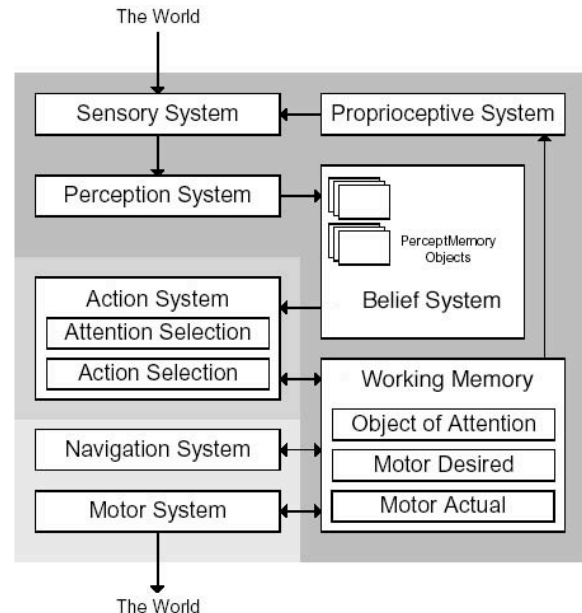 The World
Sensory System
Proprioceptive System
Perception System
PerceptMemory
Objects
Belief System
Action System
Attention Selection
Action Selection
Working Memory
Object of Attention
Motor Desired
Motor Actual
Navigation System
Motor System
The World